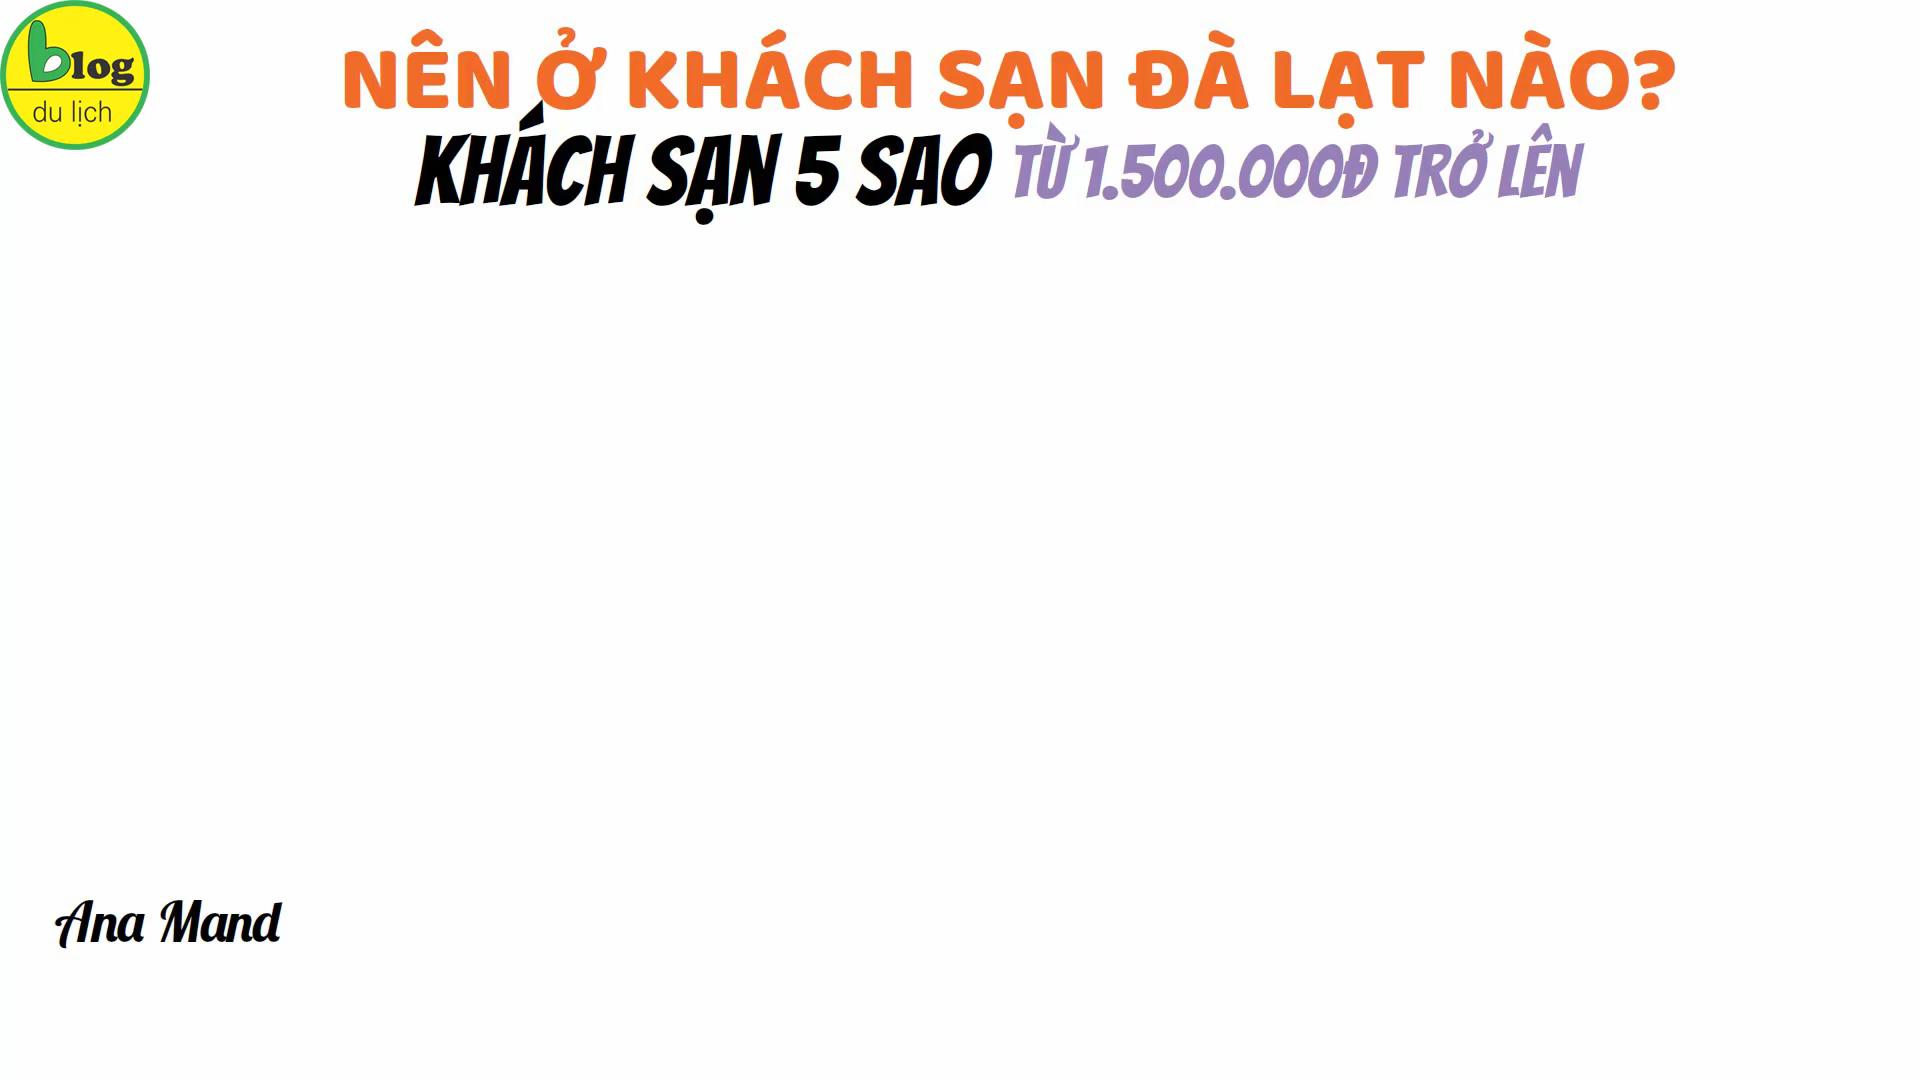 blog
du lịch
NÊN Ở KHÁCH SẠN ĐÀ LẠT NÀO?
KHÁCH SẠN 5 SAO TỪ 1.500.000Đ TRỞ LÊN
Ana Mand